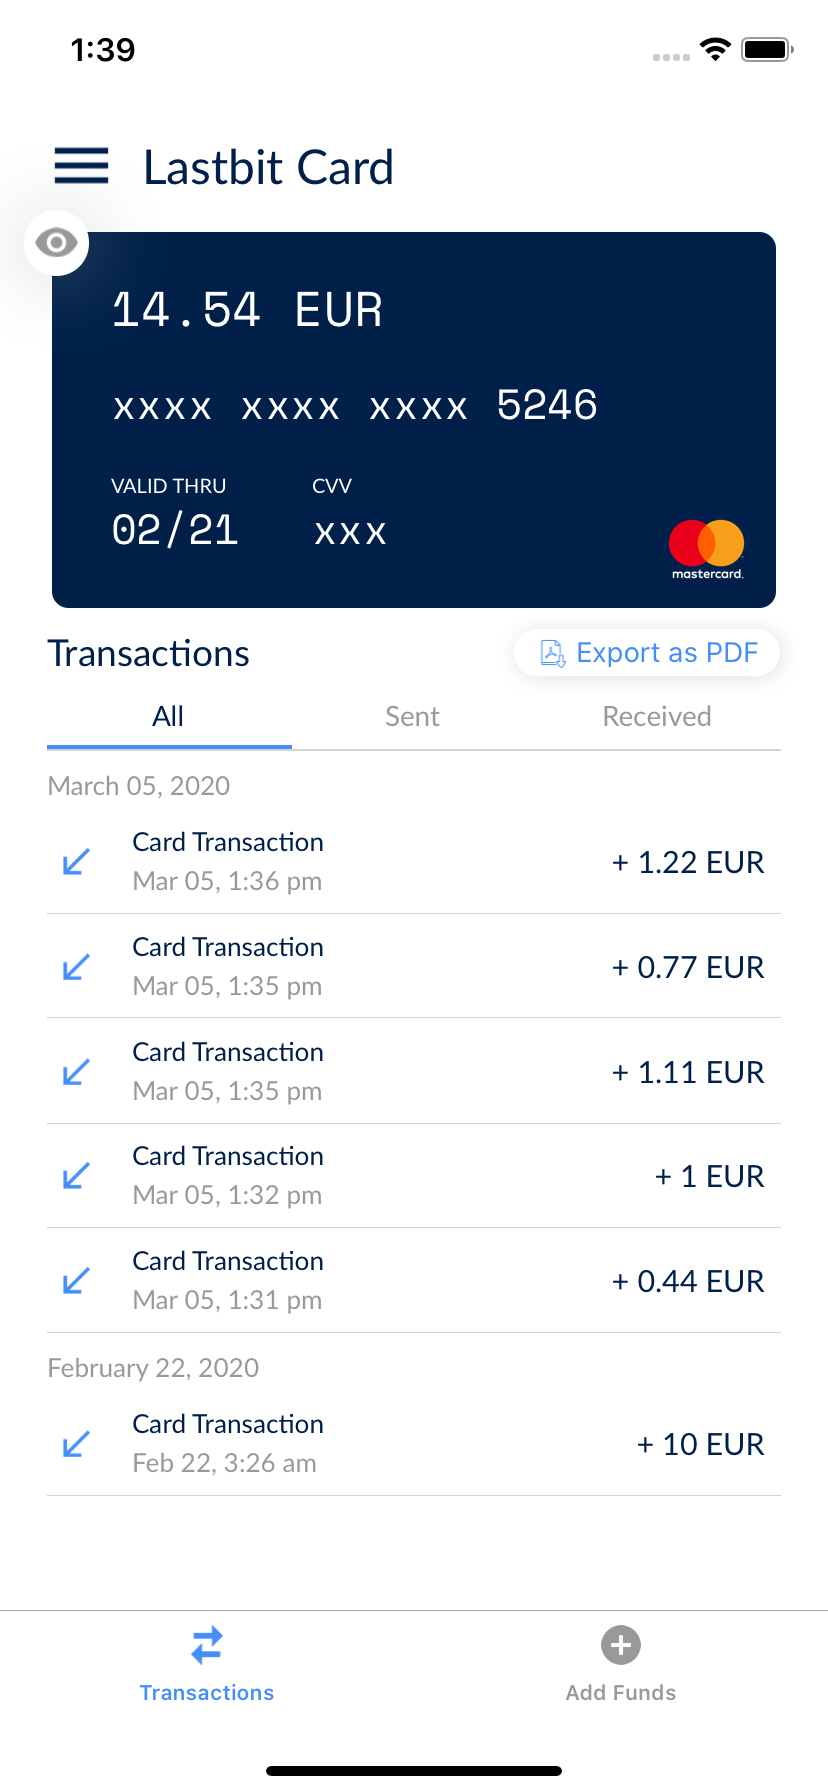 1:39
Lastbit Card
14.54 EUR
xxxx xxxx xxxx 5246
VALID THRU CVV
02/21 xxx
mastercard.
Transactions Export as PDF
All Sent Received
March 05, 2020
Card Transaction
Mar 05, 1:36 pm
+ 1.22 EUR
Card Transaction
Mar 05, 1:35 pm
+ 0.77 EUR
Card Transaction
Mar 05, 1:35 pm
+ 1.11 EUR
Card Transaction
Mar 05, 1:32 pm
+ 1 EUR
Card Transaction
Mar 05, 1:31 pm
+ 0.44 EUR
February 22, 2020
Card Transaction
Feb 22, 3:26 am
+ 10 EUR
Transactions Add Funds